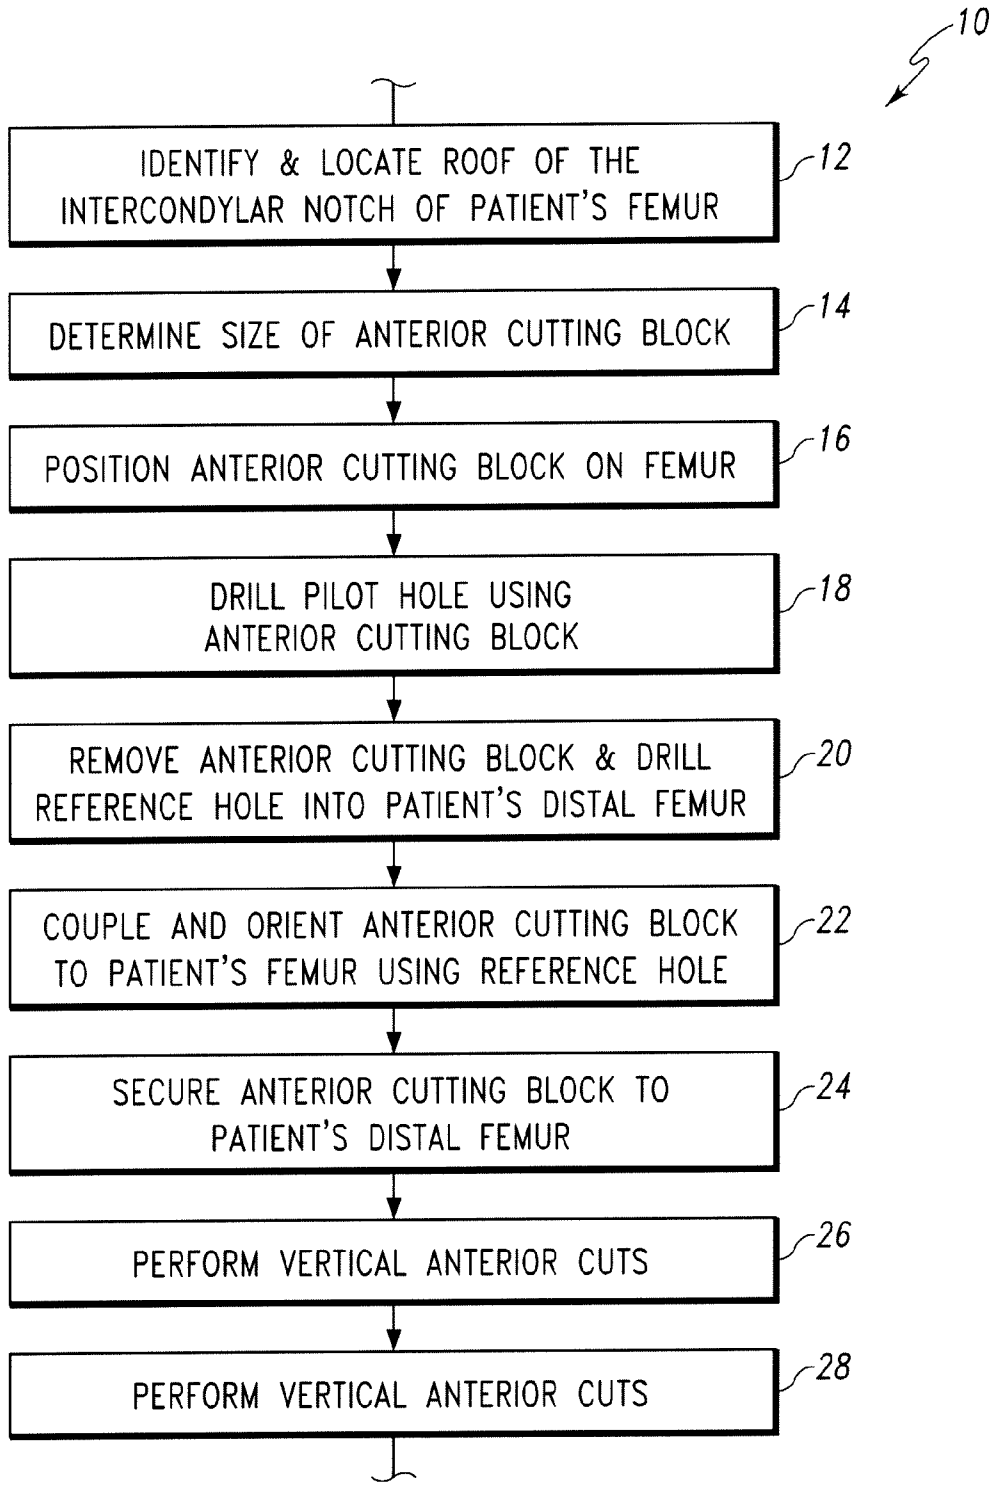 10
IDENTIFY & LOCATE ROOF OF THE
INTERCONDYLAR NOTCH OF PATIENT'S FEMUR
12
DETERMINE SIZE OF ANTERIOR CUTTING BLOCK
14
POSITION ANTERIOR CUTTING BLOCK ON FEMUR
16
DRILL PILOT HOLE USING
ANTERIOR CUTTING BLOCK
18
REMOVE ANTERIOR CUTTING BLOCK & DRILL
REFERENCE HOLE INTO PATIENT'S DISTAL FEMUR
20
COUPLE AND ORIENT ANTERIOR CUTTING BLOCK
TO PATIENT'S FEMUR USING REFERENCE HOLE
22
SECURE ANTERIOR CUTTING BLOCK TO
PATIENT'S DISTAL FEMUR
24
PERFORM VERTICAL ANTERIOR CUTS
26
PERFORM VERTICAL ANTERIOR CUTS
28